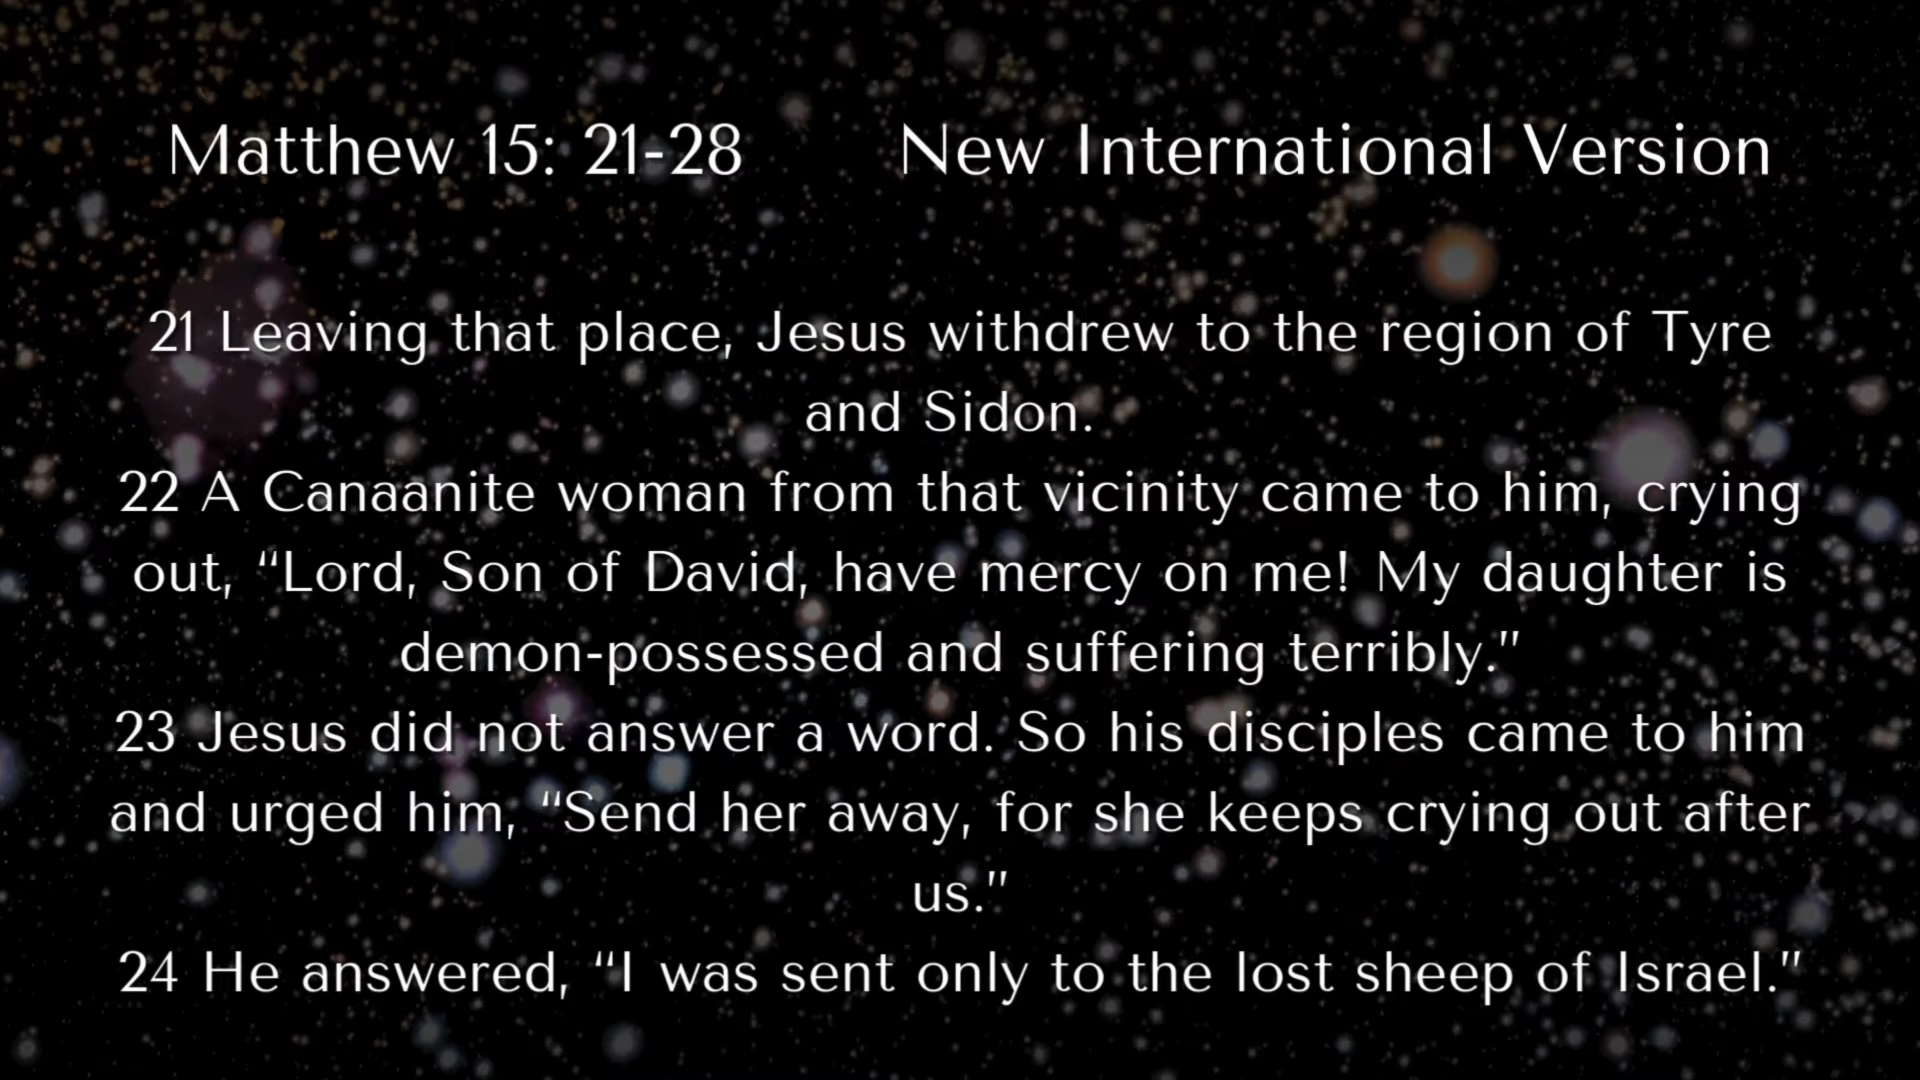 Matthew 15: 21-28 New International Version
21 Leaving that place, Jesus withdrew to the region of Tyre
and Sidon.
22 A Canaanite woman from that vicinity came to him, crying
out, “Lord, Son of David, have mercy on me! My daughter is
demon-possessed and suffering terribly.”
23 Jesus did not answer a word. So his disciples came to him
and urged him, “Send her away, for she keeps crying out after
us.”
24 He answered, “I was sent only to the lost sheep of Israel.”